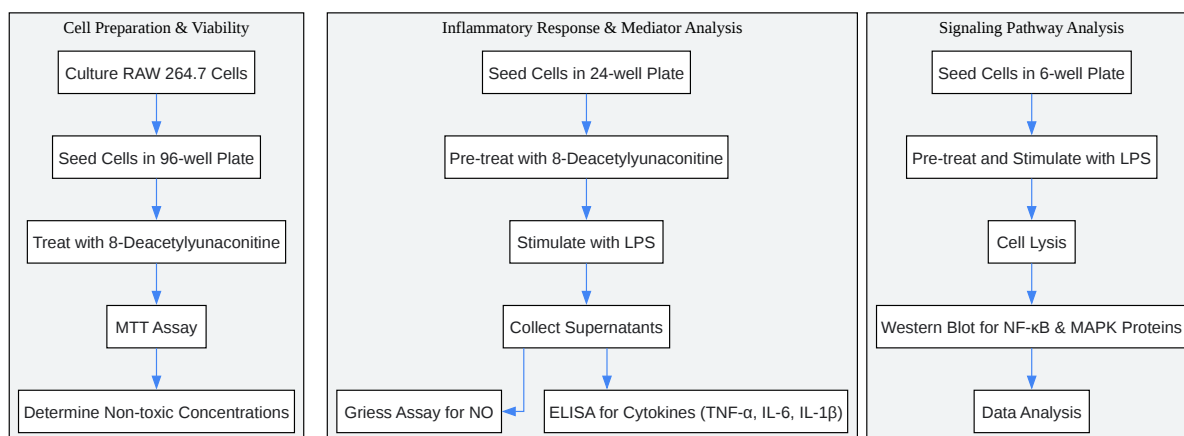 Cell Preparation & Viability
Culture RAW 264.7 Cells
Seed Cells in 96-well Plate
Treat with 8-Deacetylyunaconitine
MTT Assay
Determine Non-toxic Concentrations
Inflammatory Response & Mediator Analysis
Seed Cells in 24-well Plate
Pre-treat with 8-Deacetylyunaconitine
Stimulate with LPS
Collect Supernatants
Griess Assay for NO
ELISA for Cytokines (TNF-α, IL-6, IL-1β)
Signaling Pathway Analysis
Seed Cells in 6-well Plate
Pre-treat and Stimulate with LPS
Cell Lysis
Western Blot for NF-κB & MAPK Proteins
Data Analysis